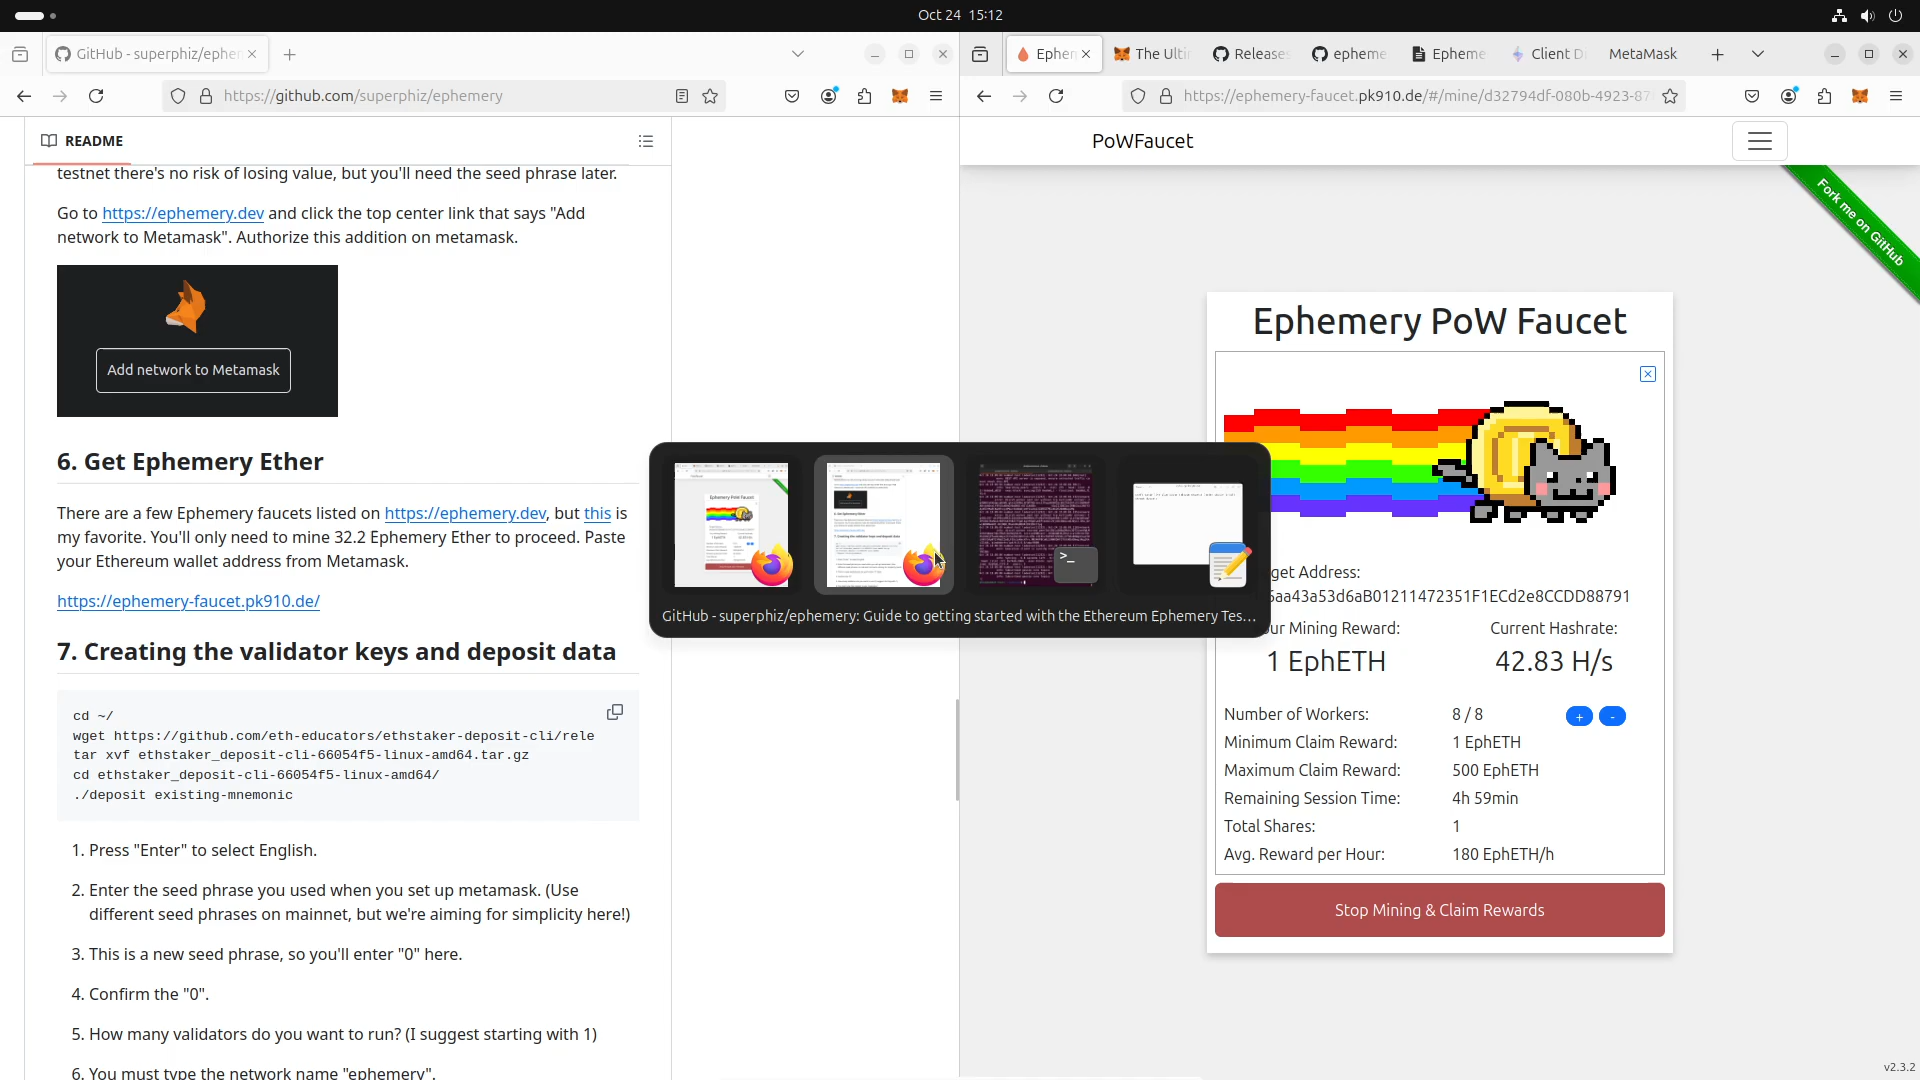 Oct 24 15:12
GitHub - superphiz/ephem
Ephem
The Ulti
Releases
epheme
Epheme
Client D
MetaMask
https://github.com/superphiz/ephemery
https://ephemery-faucet.pk910.de/#/mine/d32794df-080b-4923-87
README
PoWFaucet
Fork me on GitHub
testnet there's no risk of losing value, but you'll need the seed phrase later.
Go to https://ephemery.dev and click the top center link that says "Add
network to Metamask". Authorize this addition on metamask.
Add network to Metamask
6. Get Ephemery Ether
There are a few Ephemery faucets listed on https://ephemery.dev, but this is
my favorite. You'll only need to mine 32.2 Ephemery Ether to proceed. Paste
your Ethereum wallet address from Metamask.
https://ephemery-faucet.pk910.de/
7. Creating the validator keys and deposit data
cd ~/
wget https://github.com/eth-educators/ethstaker-deposit-cli/rele
tar xvf ethstaker_deposit-cli-66054f5-linux-amd64.tar.gz
cd ethstaker_deposit-cli-66054f5-linux-amd64/
./deposit existing-mnemonic
1. Press "Enter" to select English.
2. Enter the seed phrase you used when you set up metamask. (Use
different seed phrases on mainnet, but we're aiming for simplicity here!)
3. This is a new seed phrase, so you'll enter "0" here.
4. Confirm the "0".
5. How many validators do you want to run? (I suggest starting with 1)
6. You must type the network name "ephemery".
GitHub - superphiz/ephemery: Guide to getting started with the Ethereum Ephemery Tes...
Ephemery PoW Faucet
get Address:
5aa43a53d6aB01211472351F1ECd2e8CCDD88791
ur Mining Reward:
Current Hashrate:
1 EphETH
42.83 H/s
Number of Workers: 8 / 8 + -
Minimum Claim Reward: 1 EphETH
Maximum Claim Reward: 500 EphETH
Remaining Session Time: 4h 59min
Total Shares: 1
Avg. Reward per Hour: 180 EphETH/h
Stop Mining & Claim Rewards
v2.3.2